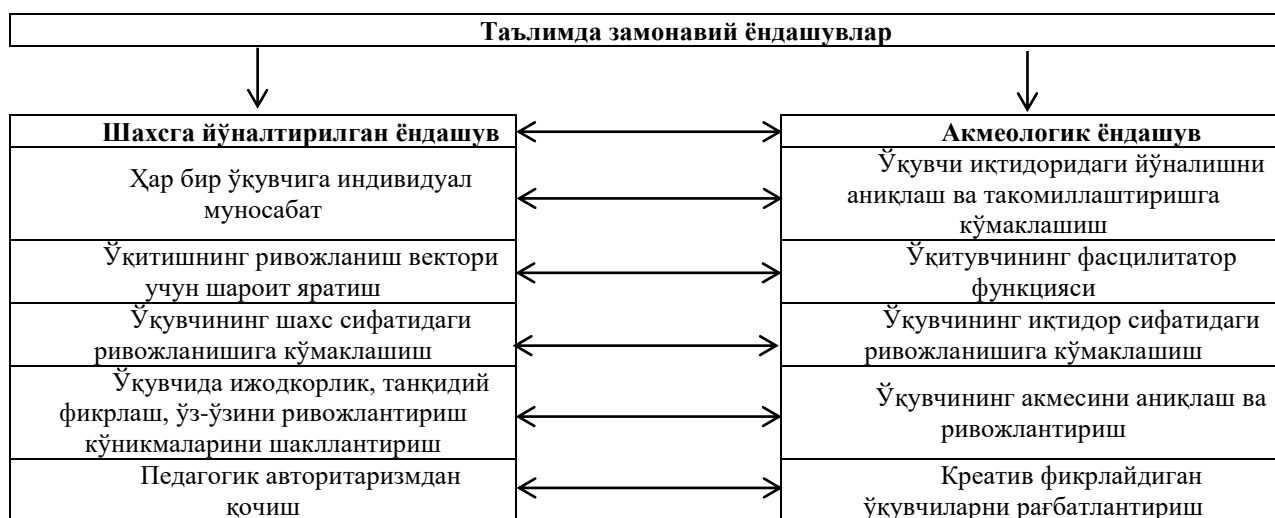 Таълимда замонавий ёндашувлар
Шахсга йўналтирилган ёндашув
Акмеологик ёндашув
Ҳар бир ўқувчига индивидуал
муносабат
Ўқувчи иқтидоридаги йўналишни
аниқлаш ва такомиллаштиришга
кўмаклашиш
Ўқитишнинг ривожланиш вектори
учун шароит яратиш
Ўқитувчининг фасцилитатор
функцияси
Ўқувчининг шахс сифатидаги
ривожланишига кўмаклашиш
Ўқувчининг иқтидор сифатидаги
ривожланишига кўмаклашиш
Ўқувчида ижодкорлик, танқидий
фикрлаш, ўз-ўзини ривожлантириш
кўникмаларини шакллантириш
Ўқувчининг акмесини аниқлаш ва
ривожлантириш
Педагогик авторитаризмдан
қочиш
Креатив фикрлайдиган
ўқувчиларни рағбатлантириш